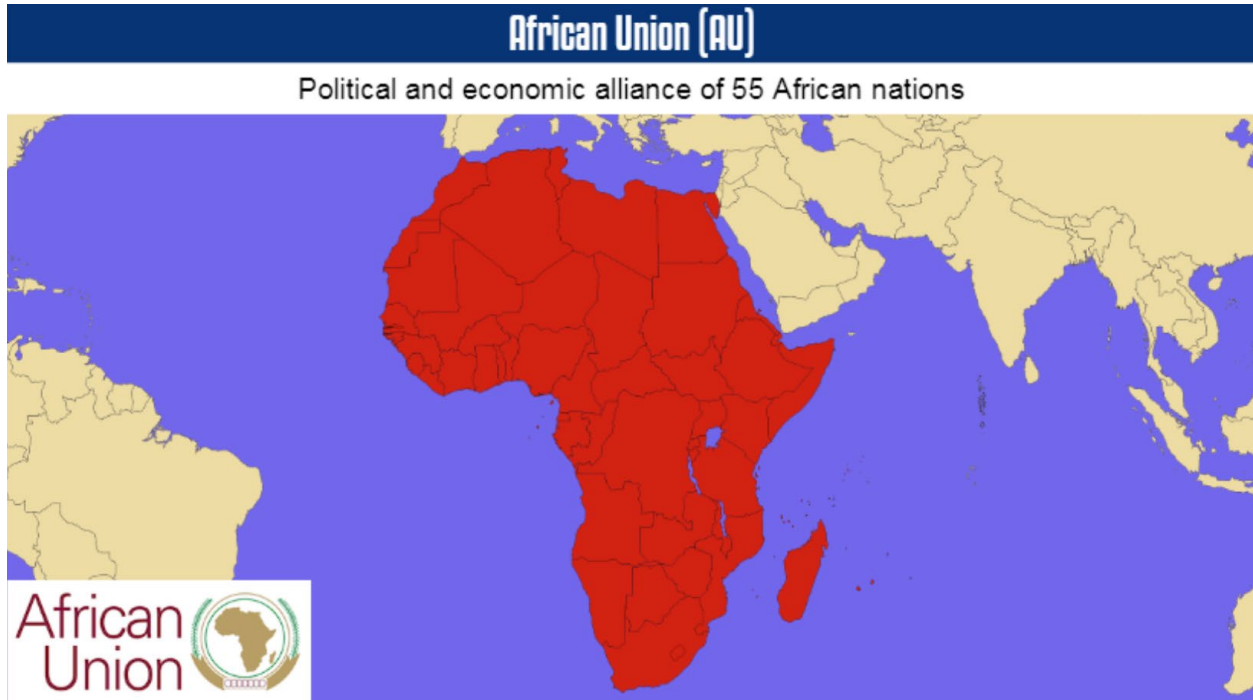 African Union (AU)
Political and economic alliance of 55 African nations
African
Union